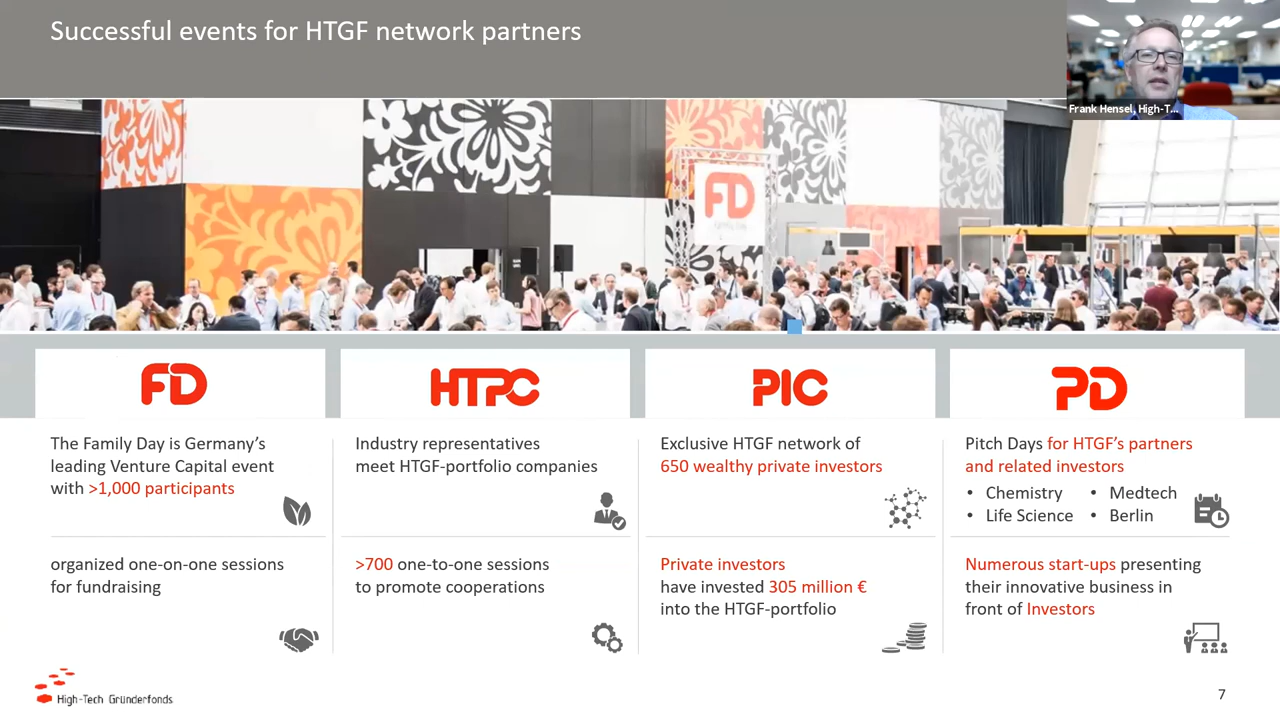 Successful events for HTGF network partners
Frank Hensel, High-T...
FD
FD
The Family Day is Germany’s
leading Venture Capital event
with >1,000 participants
organized one-on-one sessions
for fundraising
HTPC
Industry representatives
meet HTGF-portfolio companies
>700 one-to-one sessions
to promote cooperations
PIC
Exclusive HTGF network of
650 wealthy private investors
Private investors
have invested 305 million €
into the HTGF-portfolio
PD
Pitch Days for HTGF’s partners
and related investors
• Chemistry • Medtech
• Life Science • Berlin
Numerous start-ups presenting
their innovative business in
front of Investors
High-Tech Gründerfonds
7